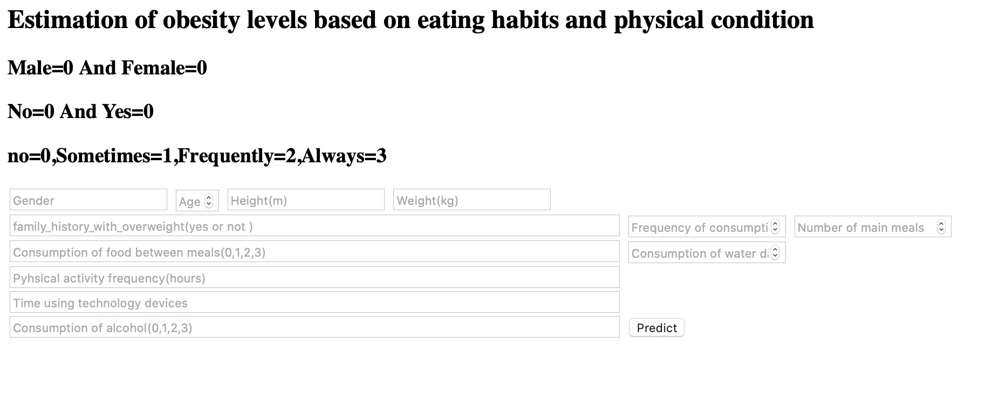 Estimation of obesity levels based on eating habits and physical condition
Male=0 And Female=0
No=0 And Yes=0
no=0,Sometimes=1,Frequently=2,Always=3
Gender Age Height(m) Weight(kg)
family_history_with_overweight(yes or not ) Frequency of consumpti Number of main meals
Consumption of food between meals(0,1,2,3) Consumption of water da
Pyhsical activity frequency(hours)
Time using technology devices
Consumption of alcohol(0,1,2,3) Predict